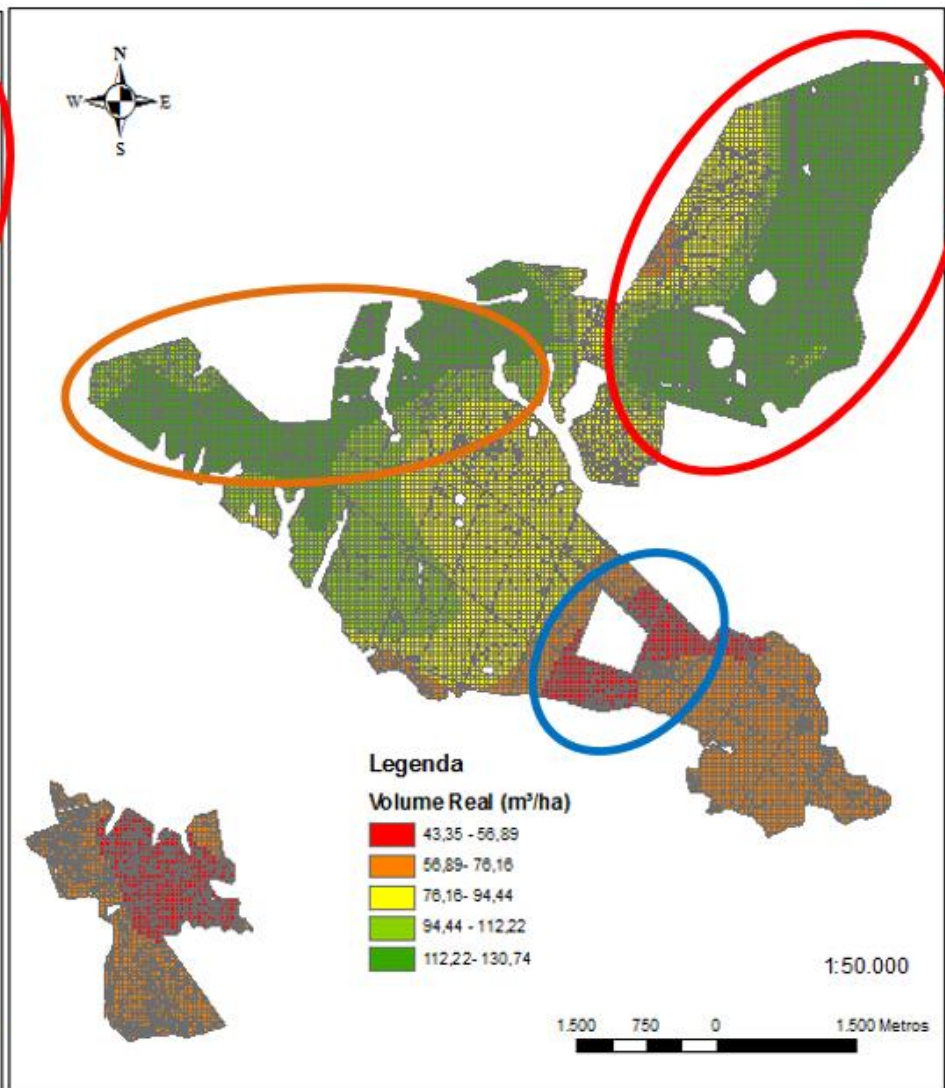 N
W E
S
Legenda
Volume Real (m³/ha)
43,35 - 56,89
56,89- 76,16
76,16- 94,44
94,44 - 112,22
112,22- 130,74
1:50.000
1.500 750 0 1.500 Metros